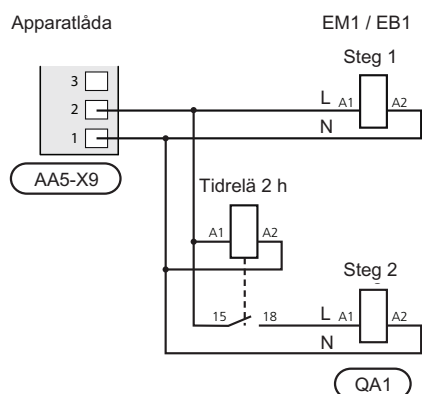 Apparatlåda EM1 / EB1
Steg 1
3
2 L A1 A2
1 N
AA5-X9
Tidrelä 2 h
A1 A2
Steg 2
15 18 L A1 A2
N
QA1